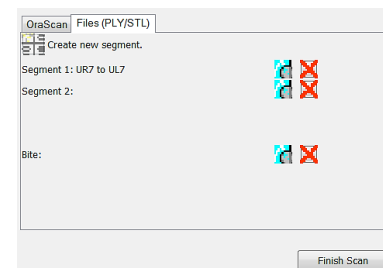 OraScan Files (PLY/STL)
Create new segment.
Segment 1: UR7 to UL7
Segment 2:
Bite:
Finish Scan